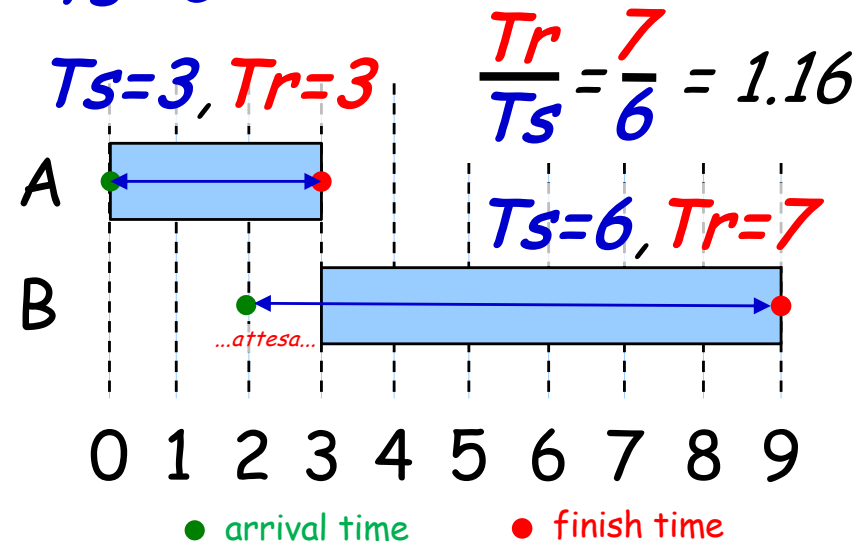 Ts=3, Tr=3
Tr/Ts = 7/6 = 1.16
A
Ts=6, Tr=7
B
...attesa...
0 1 2 3 4 5 6 7 8 9
arrival time
finish time